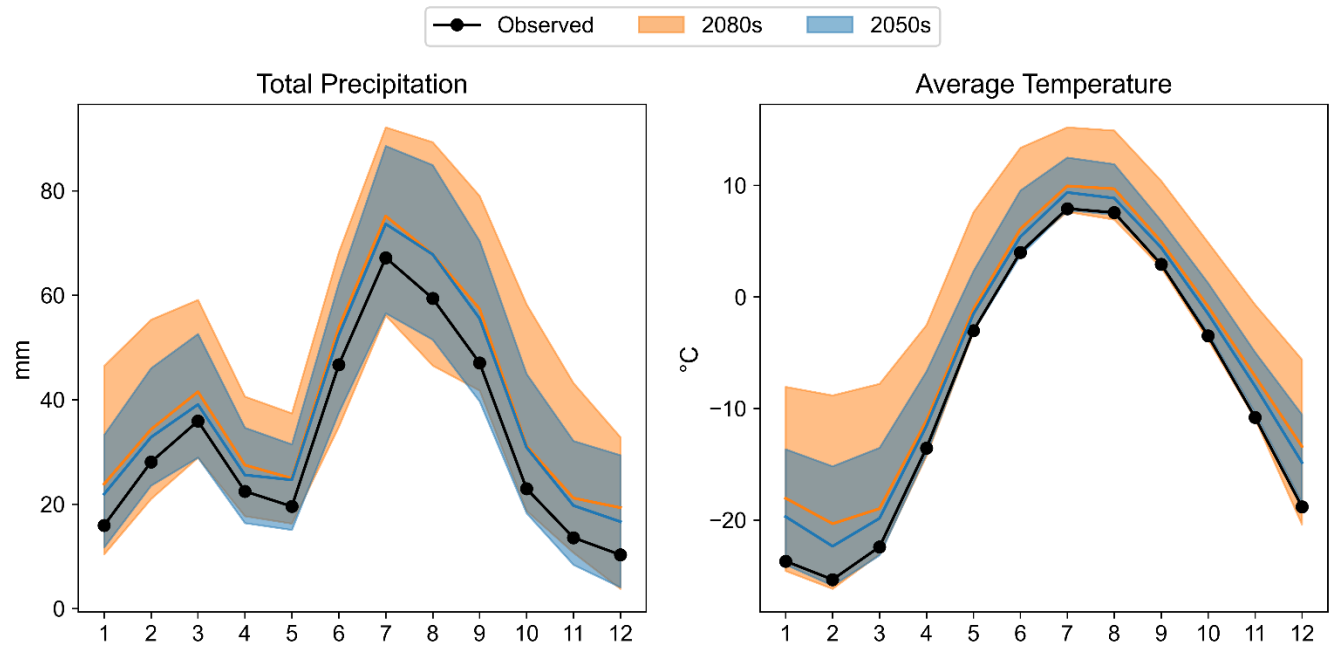 Observed 2080s 2050s
Total Precipitation
mm
80
60
40
20
0
1 2 3 4 5 6 7 8 9 10 11 12
Average Temperature
°C
10
0
−10
−20
1 2 3 4 5 6 7 8 9 10 11 12